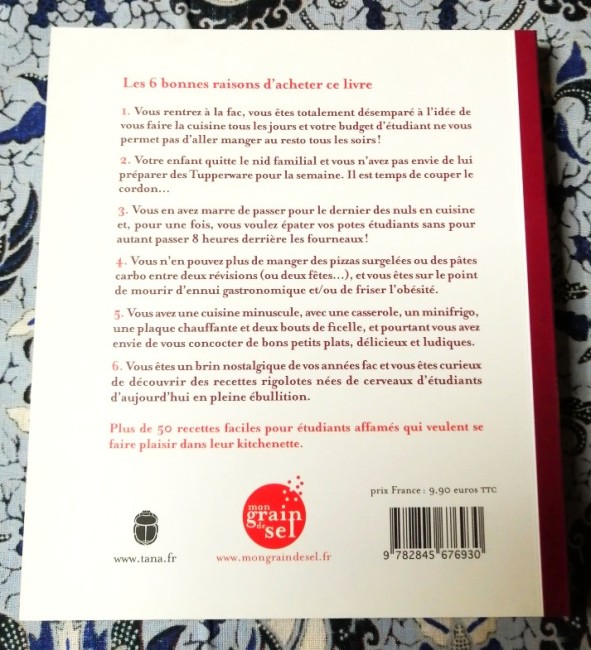 Les 6 bonnes raisons d'acheter ce livre
1. Vous rentrez à la fac, vous êtes totalement désemparé à l'idée de
vous faire la cuisine tous les jours et votre budget d'étudiant ne vous
permet pas d'aller manger au resto tous les soirs !
2. Votre enfant quitte le nid familial et vous n'avez pas envie de lui
préparer des Tupperware pour la semaine. Il est temps de couper le
cordon...
3. Vous en avez marre de passer pour le dernier des nuls en cuisine
et, pour une fois, vous voulez épater vos potes étudiants sans pour
autant passer 8 heures derrière les fourneaux !
4. Vous n'en pouvez plus de manger des pizzas surgelées ou des pâtes
carbo entre deux révisions (ou deux fêtes...), et vous êtes sur le point
de mourir d'ennui gastronomique et/ou de friser l'obésité.
5. Vous avez une cuisine minuscule, avec une casserole, un minifrigo,
une plaque chauffante et deux bouts de ficelle, et pourtant vous avez
envie de vous concocter de bons petits plats, délicieux et ludiques.
6. Vous êtes un brin nostalgique de vos années fac et vous êtes curieux
de découvrir des recettes rigolotes nées de cerveaux d'étudiants
d'aujourd'hui en pleine ébullition.
Plus de 50 recettes faciles pour étudiants affamés qui veulent se
faire plaisir dans leur kitchenette.
www.tana.fr
mon
grain
de
sel
www.mongraindesel.fr
prix France : 9,90 euros TTC
9 782845 676930